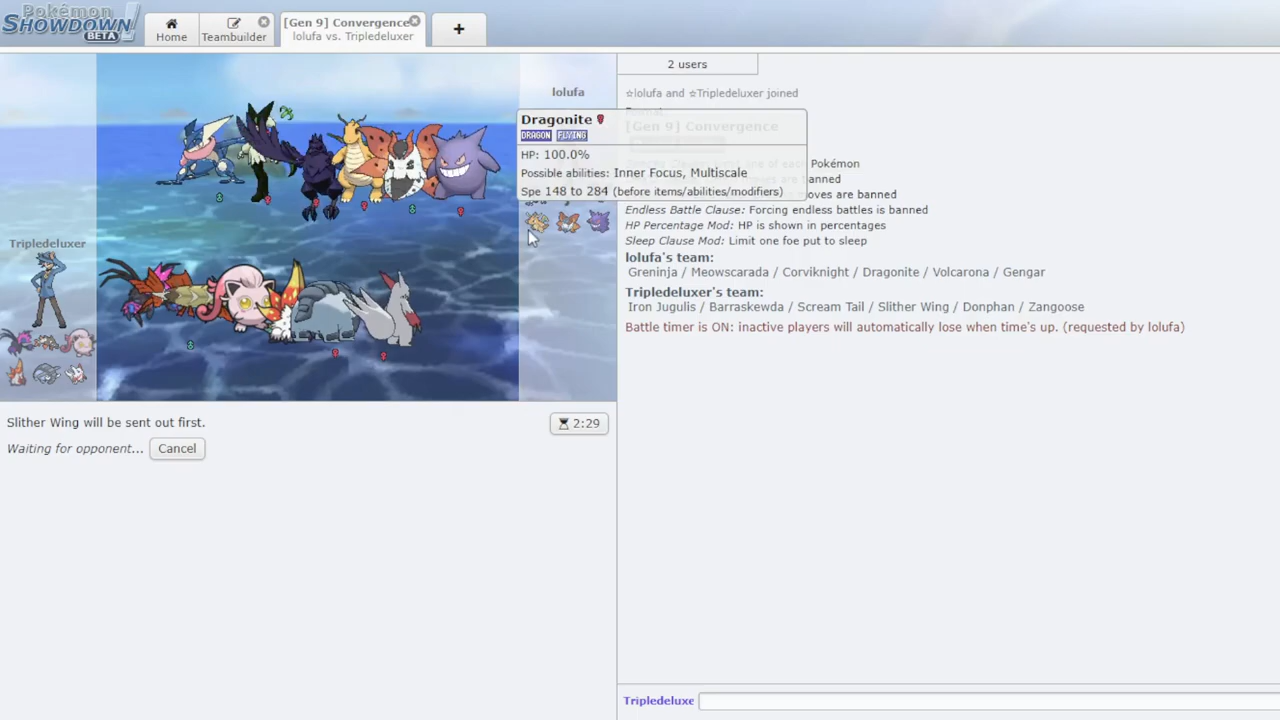 Pokémon
SHOWDOWN!
BETA
Home
Teambuilder
[Gen 9] Convergence
lolufa vs. Tripledeluxer
+
lolufa
Dragonite
DRAGON FLYING
HP: 100.0%
Possible abilities: Inner Focus, Multiscale
Spe 148 to 284 (before items/abilities/modifiers)
Tripledeluxer
Slither Wing will be sent out first.
2:29
Waiting for opponent...
Cancel
2 users
☆lolufa and ☆Tripledeluxer joined
[Gen 9] Convergence
Pokémon
banned
moves are banned
Endless Battle Clause: Forcing endless battles is banned
HP Percentage Mod: HP is shown in percentages
Sleep Clause Mod: Limit one foe put to sleep
lolufa's team:
Greninja / Meowscarada / Corviknight / Dragonite / Volcarona / Gengar
Tripledeluxer's team:
Iron Jugulis / Barraskewda / Scream Tail / Slither Wing / Donphan / Zangoose
Battle timer is ON: inactive players will automatically lose when time's up. (requested by lolufa)
Tripledeluxe